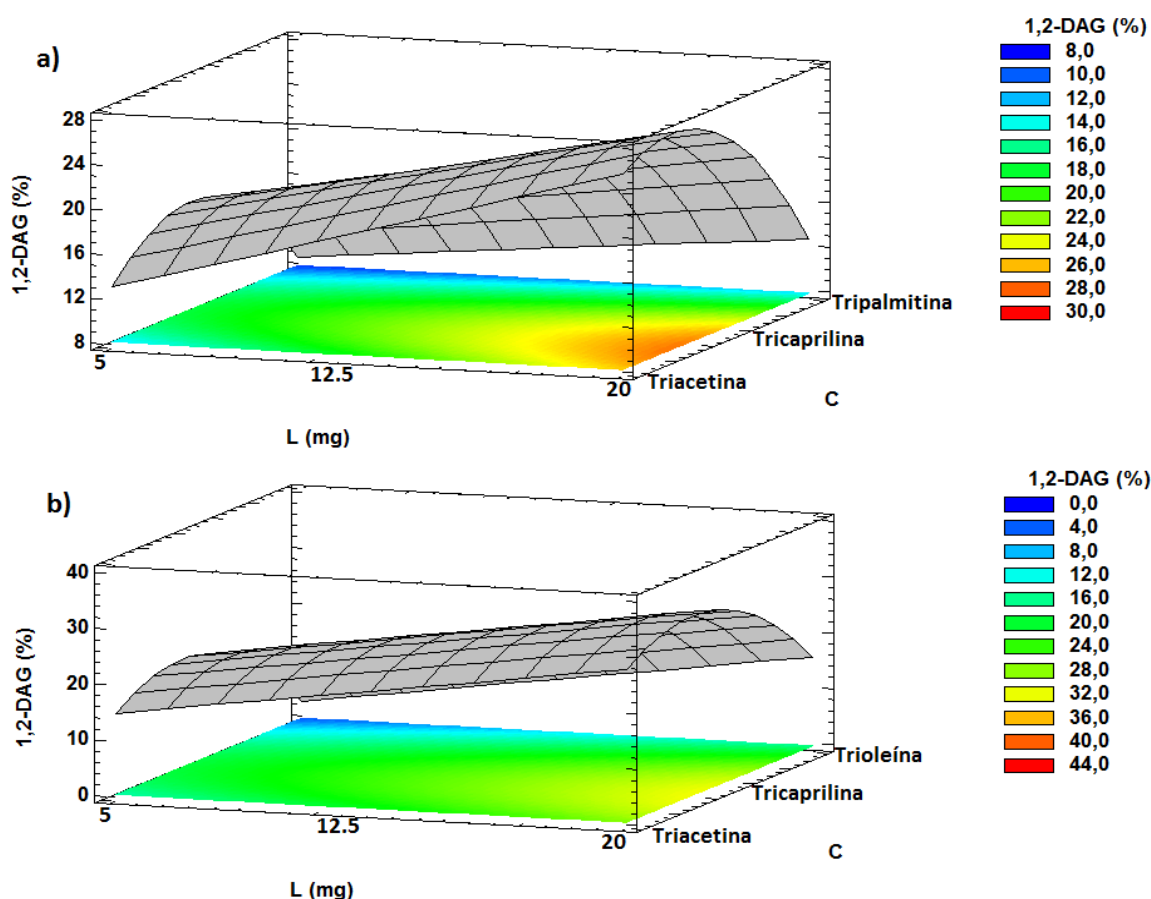 a)
1,2-DAG (%)
28
24
20
16
12
8
5
12.5
20
L (mg)
Triacetina
Tricaprilina
Tripalmitina
C
1,2-DAG (%)
8,0
10,0
12,0
14,0
16,0
18,0
20,0
22,0
24,0
26,0
28,0
30,0
b)
1,2-DAG (%)
40
30
20
10
0
5
12.5
20
L (mg)
Triacetina
Tricaprilina
Trioleína
C
1,2-DAG (%)
0,0
4,0
8,0
12,0
16,0
20,0
24,0
28,0
32,0
36,0
40,0
44,0